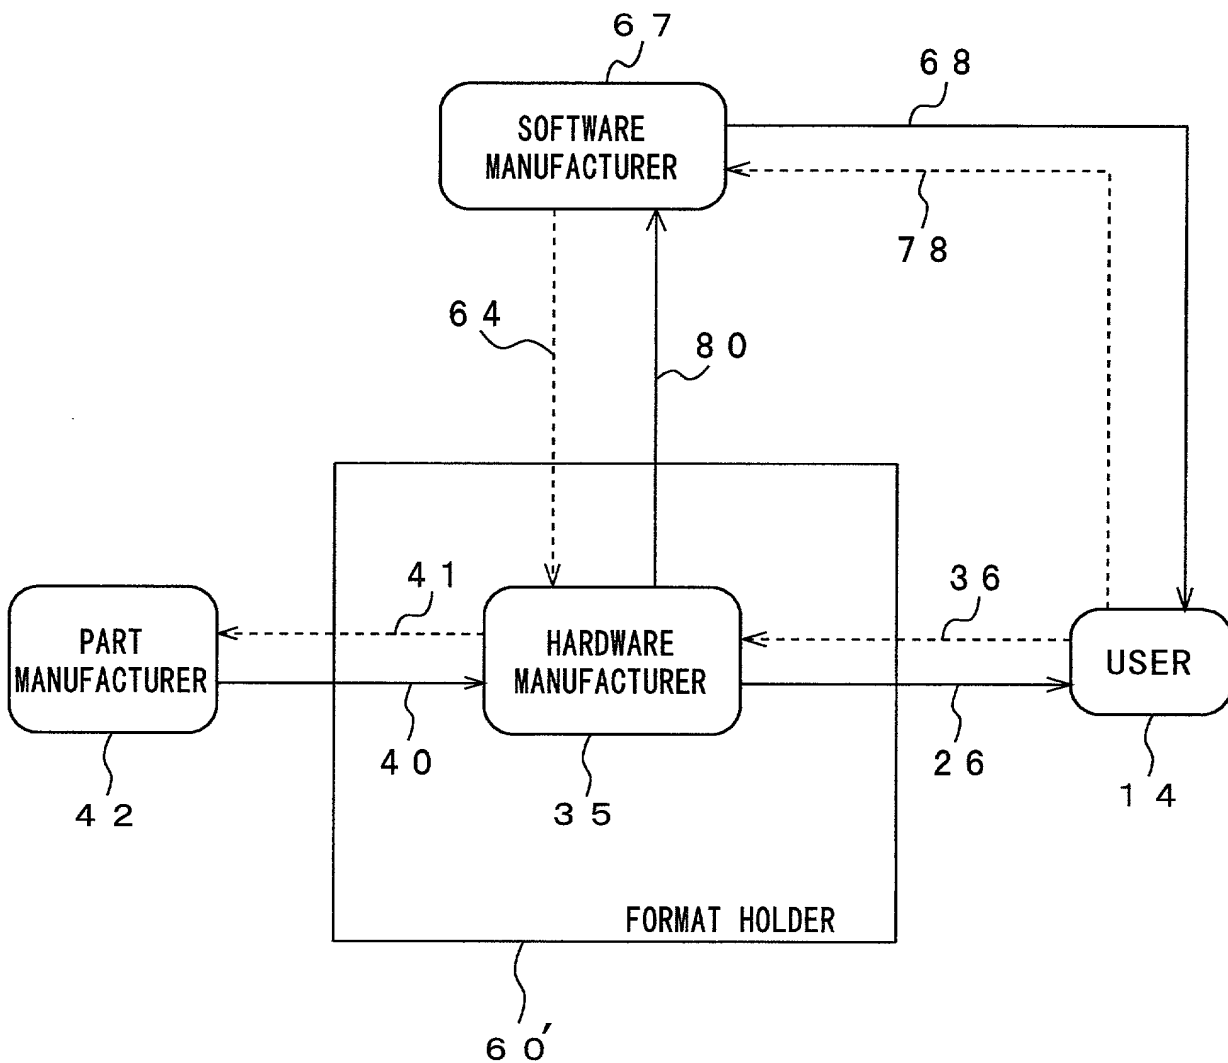 67
SOFTWARE
MANUFACTURER
68
78
64
80
41
36
PART
MANUFACTURER
HARDWARE
MANUFACTURER
USER
40
26
42
35
14
FORMAT HOLDER
60'